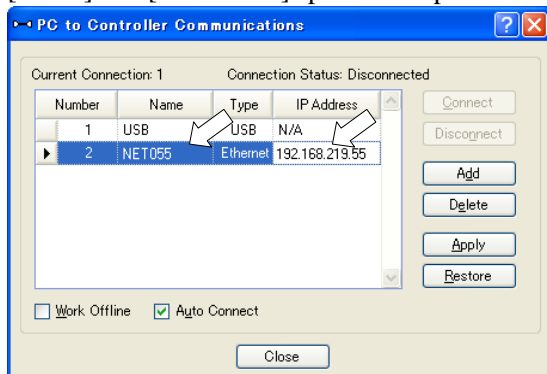 PC to Controller Communications
Current Connection: 1 Connection Status: Disconnected
Number Name Type IP Address
1 USB USB N/A
2 NET055 Ethernet 192.168.219.55
Connect
Disconnect
Add
Delete
Apply
Restore
Work Offline Auto Connect
Close